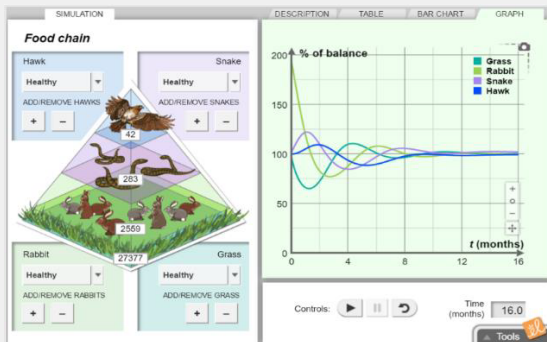 SIMULATION
DESCRIPTION TABLE BAR CHART GRAPH
Food chain
Hawk
Healthy
ADD/REMOVE HAWKS
+ −
Snake
Healthy
ADD/REMOVE SNAKES
+ −
42
283
2559
27377
Rabbit
Healthy
ADD/REMOVE RABBITS
+ −
Grass
Healthy
ADD/REMOVE GRASS
+ −
% of balance
200
150
100
50
0
0 4 8 12 16
t (months)
Grass
Rabbit
Snake
Hawk
Controls:
Time
(months) 16.0
Tools